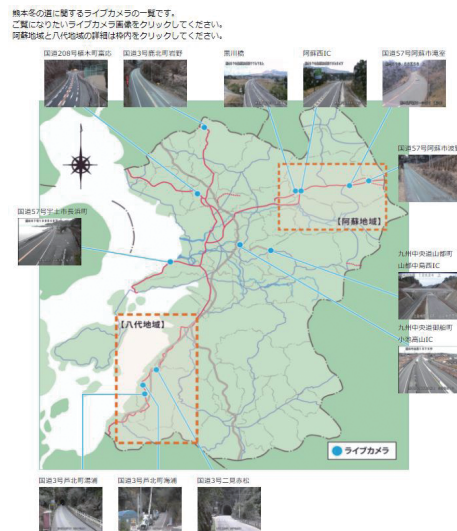 熊本冬の道に関するライブカメラの一覧です。
ご覧になりたいライブカメラ画像をクリックしてください。
阿蘇地域と八代地域の詳細は枠内をクリックしてください。
国道208号植木町富応
国道3号鹿北町岩野
黒川橋
阿蘇西IC
国道57号阿蘇市滝室
国道57号阿蘇市波野
国道57号宇土市長浜町
【阿蘇地域】
九州中央道山都町
山都中島西IC
九州中央道御船町
小池高山IC
【八代地域】
ライブカメラ
国道3号芦北町湯浦
国道3号芦北町海浦
国道3号二見赤松